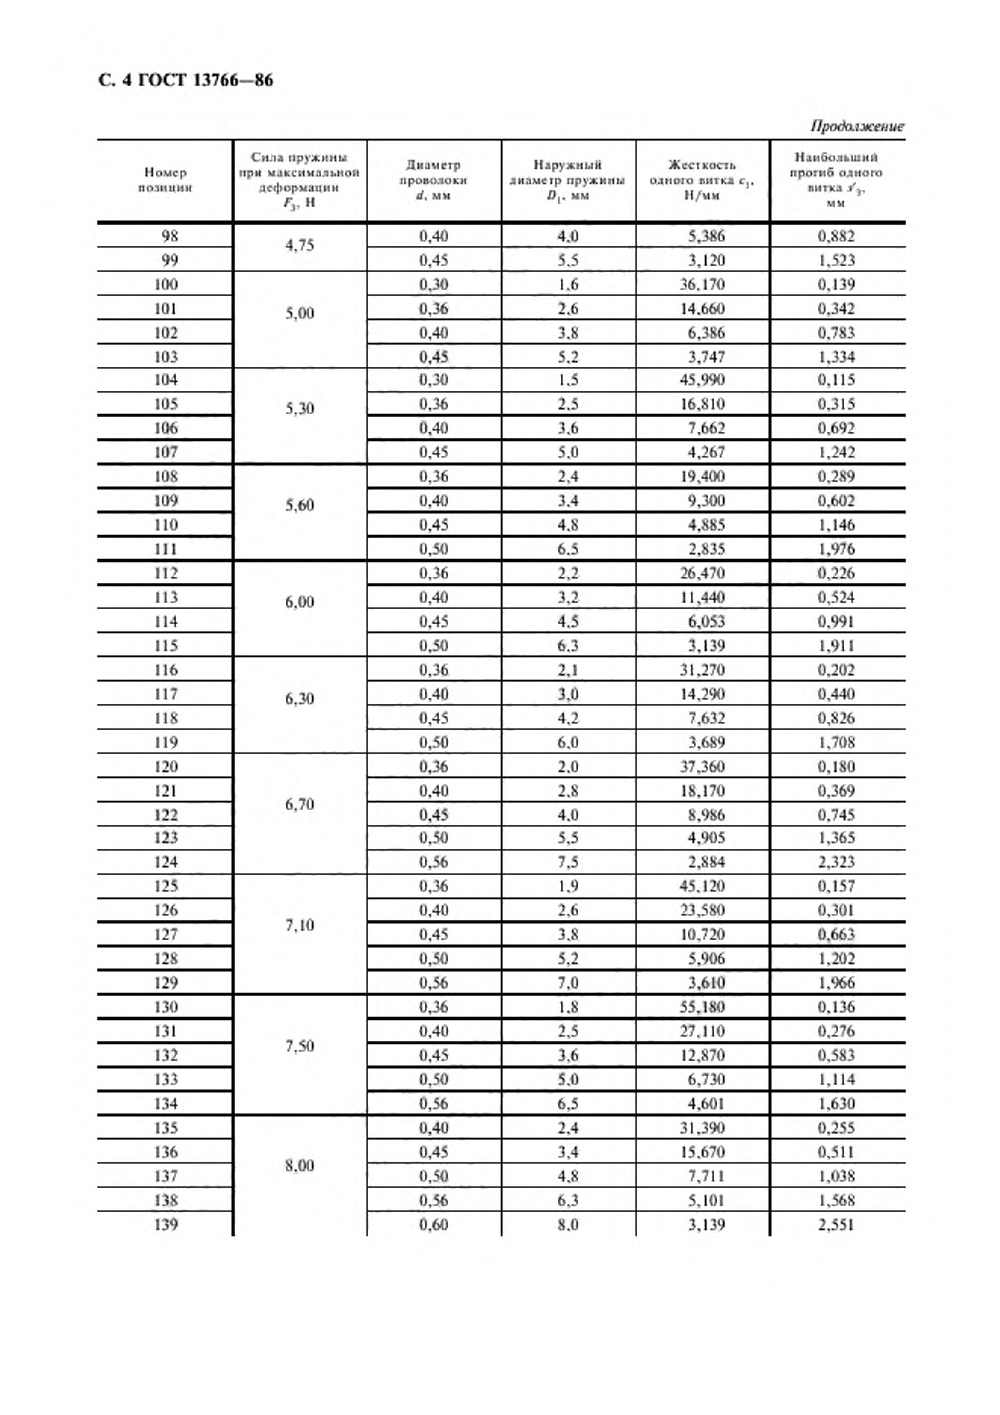 С. 4 ГОСТ 13766—86
Продолжение
Номер позиции | Сила пружины при максимальной деформации F3, Н | Диаметр проволоки d, мм | Наружный диаметр пружины D1, мм | Жесткость одного витка c1, Н/мм | Наибольший прогиб одного витка s'3, мм
98 | 4,75 | 0,40 | 4,0 | 5,386 | 0,882
99 | 0,45 | 5,5 | 3,120 | 1,523
100 | 5,00 | 0,30 | 1,6 | 36,170 | 0,139
101 | 0,36 | 2,6 | 14,660 | 0,342
102 | 0,40 | 3,8 | 6,386 | 0,783
103 | 0,45 | 5,2 | 3,747 | 1,334
104 | 5,30 | 0,30 | 1,5 | 45,990 | 0,115
105 | 0,36 | 2,5 | 16,810 | 0,315
106 | 0,40 | 3,6 | 7,662 | 0,692
107 | 0,45 | 5,0 | 4,267 | 1,242
108 | 5,60 | 0,36 | 2,4 | 19,400 | 0,289
109 | 0,40 | 3,4 | 9,300 | 0,602
110 | 0,45 | 4,8 | 4,885 | 1,146
111 | 0,50 | 6,5 | 2,835 | 1,976
112 | 6,00 | 0,36 | 2,2 | 26,470 | 0,226
113 | 0,40 | 3,2 | 11,440 | 0,524
114 | 0,45 | 4,5 | 6,053 | 0,991
115 | 0,50 | 6,3 | 3,139 | 1,911
116 | 6,30 | 0,36 | 2,1 | 31,270 | 0,202
117 | 0,40 | 3,0 | 14,290 | 0,440
118 | 0,45 | 4,2 | 7,632 | 0,826
119 | 0,50 | 6,0 | 3,689 | 1,708
120 | 6,70 | 0,36 | 2,0 | 37,360 | 0,180
121 | 0,40 | 2,8 | 18,170 | 0,369
122 | 0,45 | 4,0 | 8,986 | 0,745
123 | 0,50 | 5,5 | 4,905 | 1,365
124 | 0,56 | 7,5 | 2,884 | 2,323
125 | 7,10 | 0,36 | 1,9 | 45,120 | 0,157
126 | 0,40 | 2,6 | 23,580 | 0,301
127 | 0,45 | 3,8 | 10,720 | 0,663
128 | 0,50 | 5,2 | 5,906 | 1,202
129 | 0,56 | 7,0 | 3,610 | 1,966
130 | 7,50 | 0,36 | 1,8 | 55,180 | 0,136
131 | 0,40 | 2,5 | 27,110 | 0,276
132 | 0,45 | 3,6 | 12,870 | 0,583
133 | 0,50 | 5,0 | 6,730 | 1,114
134 | 0,56 | 6,5 | 4,601 | 1,630
135 | 8,00 | 0,40 | 2,4 | 31,390 | 0,255
136 | 0,45 | 3,4 | 15,670 | 0,511
137 | 0,50 | 4,8 | 7,711 | 1,038
138 | 0,56 | 6,3 | 5,101 | 1,568
139 | 0,60 | 8,0 | 3,139 | 2,551